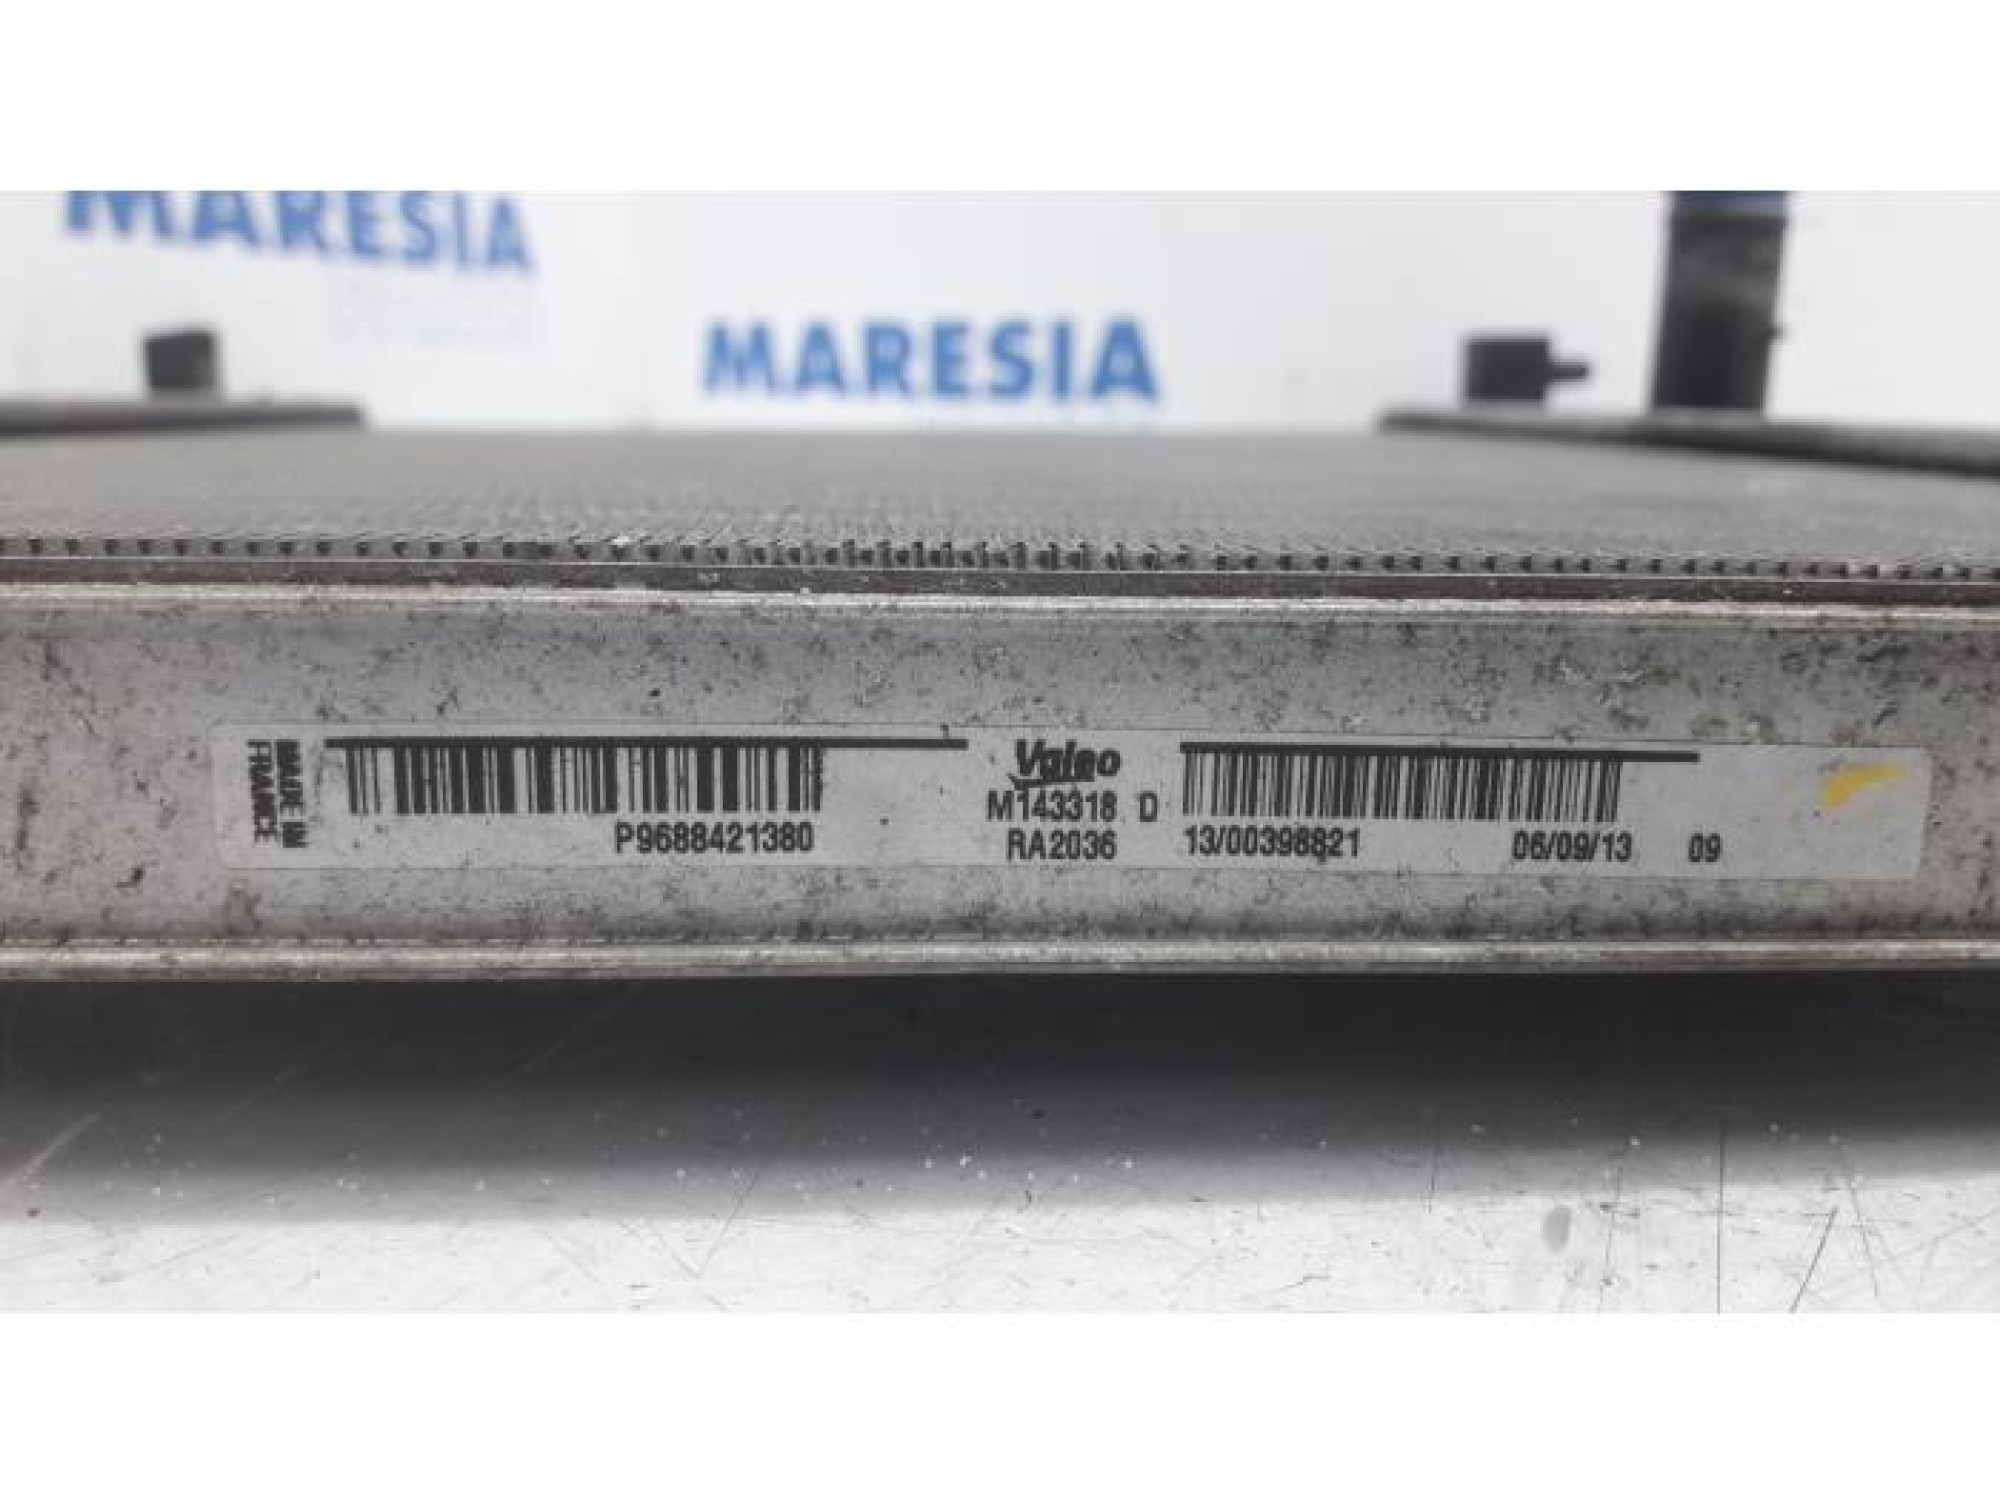 MARESIA
MARESIA
MADE IN
FRANCE
P9688421380
Valeo
M143318 D
RA2036
13/00398821
06/09/13 09